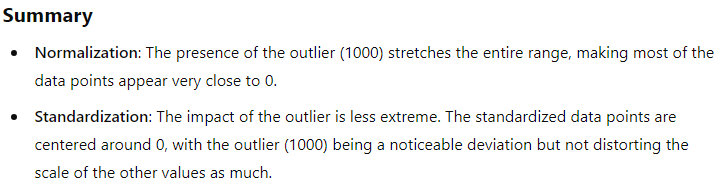 Summary
• Normalization: The presence of the outlier (1000) stretches the entire range, making most of the
data points appear very close to 0.
• Standardization: The impact of the outlier is less extreme. The standardized data points are
centered around 0, with the outlier (1000) being a noticeable deviation but not distorting the
scale of the other values as much.